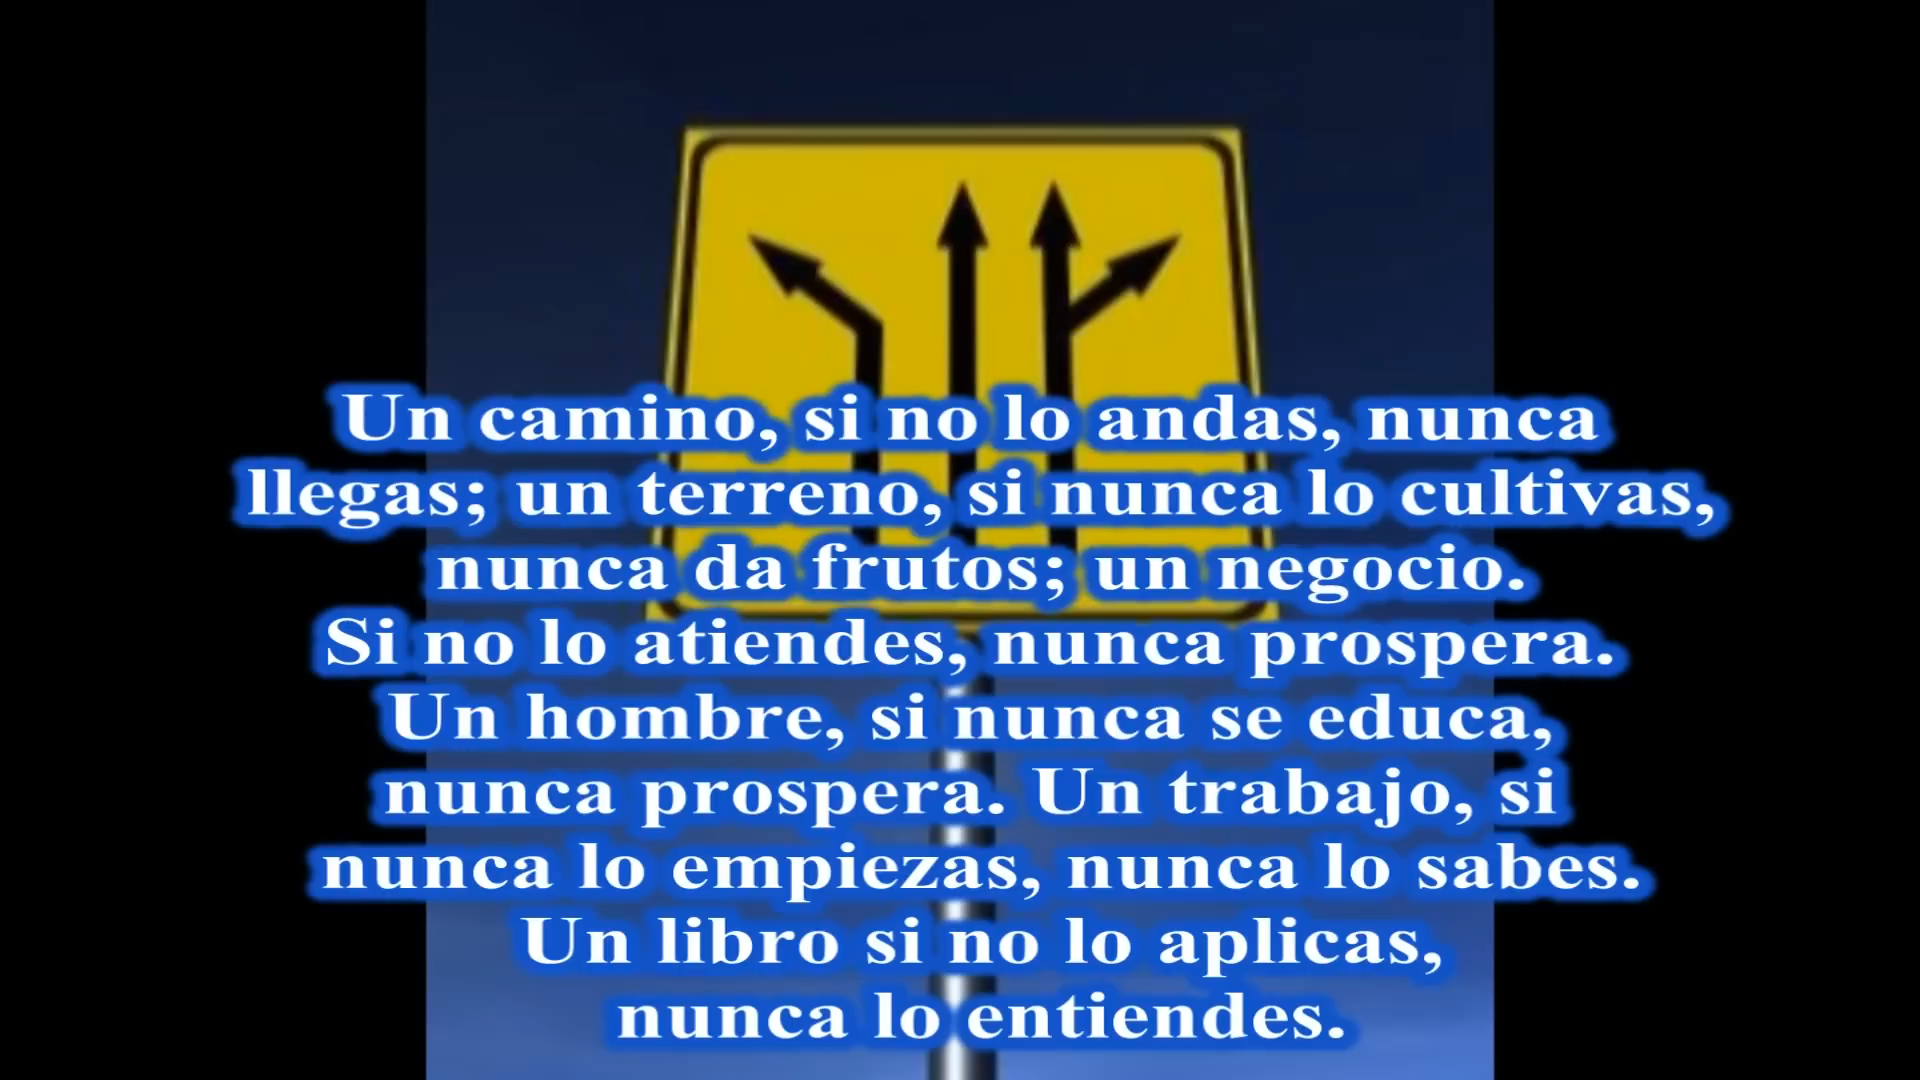 Un camino, si no lo andas, nunca
llegas; un terreno, si nunca lo cultivas,
nunca da frutos; un negocio.
Si no lo atiendes, nunca prospera.
Un hombre, si nunca se educa,
nunca prospera. Un trabajo, si
nunca lo empiezas, nunca lo sabes.
Un libro si no lo aplicas,
nunca lo entiendes.